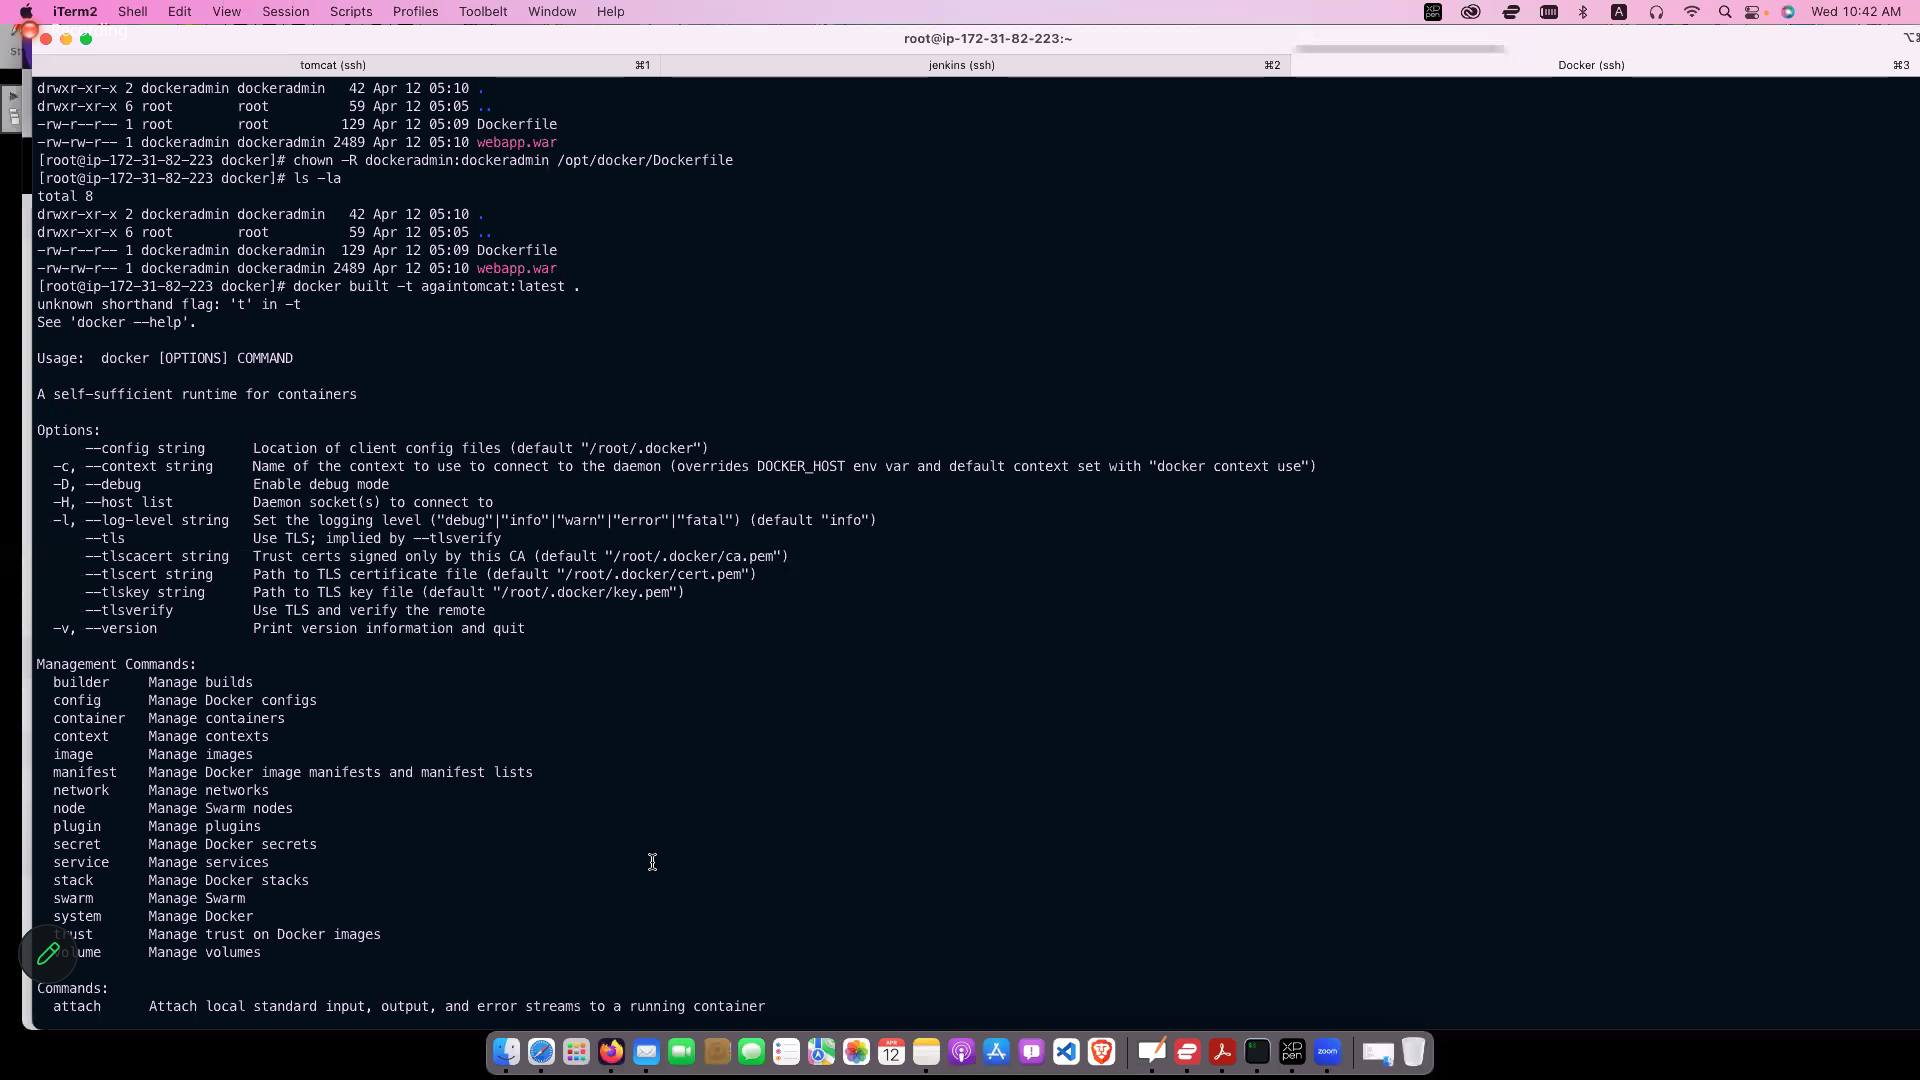 iTerm2 Shell Edit View Session Scripts Profiles Toolbelt Window Help A Wed 10:42 AM
Recording
root@ip-172-31-82-223:~
tomcat (ssh) ⌘1 jenkins (ssh) ⌘2 Docker (ssh) ⌘3
drwxr-xr-x 2 dockeradmin dockeradmin   42 Apr 12 05:10 .
drwxr-xr-x 6 root        root          59 Apr 12 05:05 ..
-rw-r--r-- 1 root        root         129 Apr 12 05:09 Dockerfile
-rw-rw-r-- 1 dockeradmin dockeradmin 2489 Apr 12 05:10 webapp.war
[root@ip-172-31-82-223 docker]# chown -R dockeradmin:dockeradmin /opt/docker/Dockerfile
[root@ip-172-31-82-223 docker]# ls -la
total 8
drwxr-xr-x 2 dockeradmin dockeradmin   42 Apr 12 05:10 .
drwxr-xr-x 6 root        root          59 Apr 12 05:05 ..
-rw-r--r-- 1 dockeradmin dockeradmin  129 Apr 12 05:09 Dockerfile
-rw-rw-r-- 1 dockeradmin dockeradmin 2489 Apr 12 05:10 webapp.war
[root@ip-172-31-82-223 docker]# docker built -t againtomcat:latest .
unknown shorthand flag: 't' in -t
See 'docker --help'.
Usage:  docker [OPTIONS] COMMAND
A self-sufficient runtime for containers
Options:
      --config string      Location of client config files (default "/root/.docker")
  -c, --context string     Name of the context to use to connect to the daemon (overrides DOCKER_HOST env var and default context set with "docker context use")
  -D, --debug              Enable debug mode
  -H, --host list          Daemon socket(s) to connect to
  -l, --log-level string   Set the logging level ("debug"|"info"|"warn"|"error"|"fatal") (default "info")
      --tls                Use TLS; implied by --tlsverify
      --tlscacert string   Trust certs signed only by this CA (default "/root/.docker/ca.pem")
      --tlscert string     Path to TLS certificate file (default "/root/.docker/cert.pem")
      --tlskey string      Path to TLS key file (default "/root/.docker/key.pem")
      --tlsverify          Use TLS and verify the remote
  -v, --version            Print version information and quit
Management Commands:
  builder     Manage builds
  config      Manage Docker configs
  container   Manage containers
  context     Manage contexts
  image       Manage images
  manifest    Manage Docker image manifests and manifest lists
  network     Manage networks
  node        Manage Swarm nodes
  plugin      Manage plugins
  secret      Manage Docker secrets
  service     Manage services
  stack       Manage Docker stacks
  swarm       Manage Swarm
  system      Manage Docker
  trust       Manage trust on Docker images
  volume      Manage volumes
Commands:
  attach      Attach local standard input, output, and error streams to a running container
APR
12
xp pen
zoom